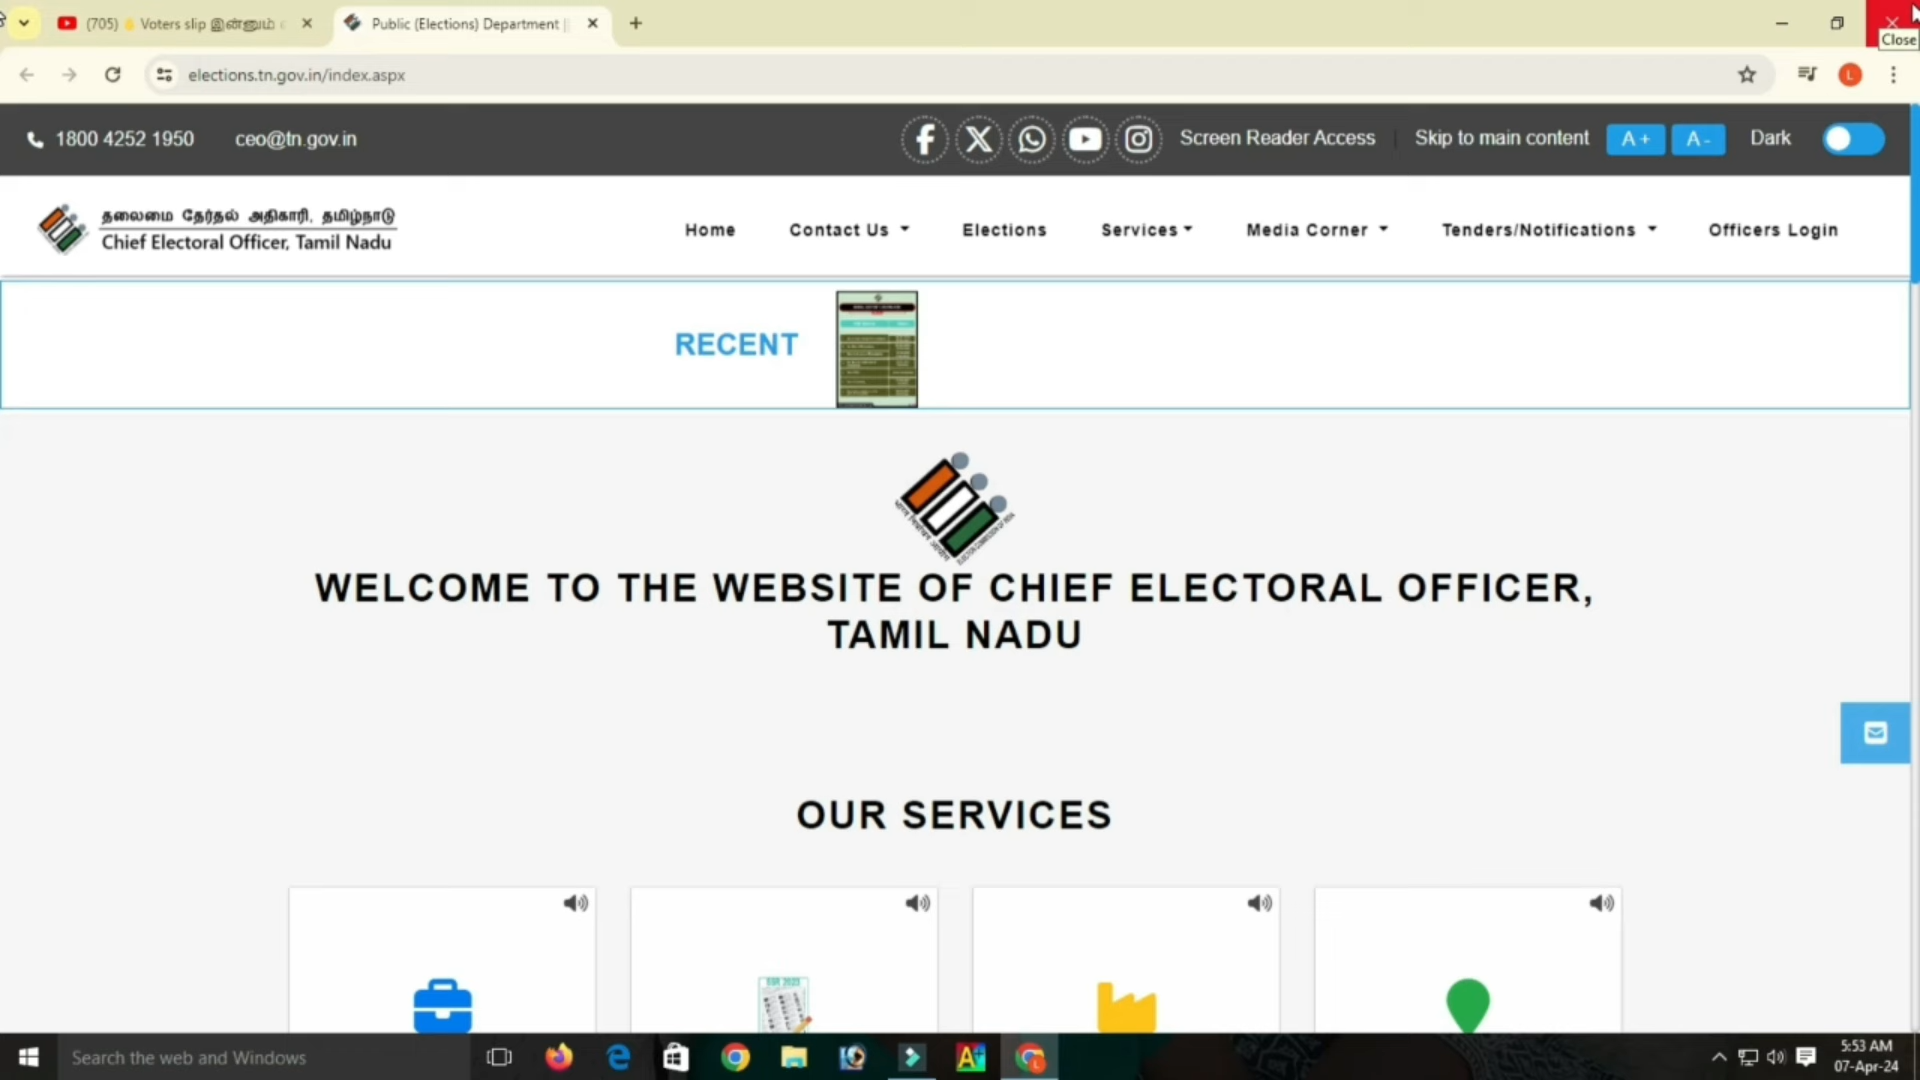 (705) Voters slip இன்னும்
Public (Elections) Department |
Close
elections.tn.gov.in/index.aspx
L
1800 4252 1950 ceo@tn.gov.in Screen Reader Access Skip to main content A+ A- Dark
தலைமை தேர்தல் அதிகாரி, தமிழ்நாடு
Chief Electoral Officer, Tamil Nadu
Home Contact Us Elections Services Media Corner Tenders/Notifications Officers Login
RECENT
WELCOME TO THE WEBSITE OF CHIEF ELECTORAL OFFICER,
TAMIL NADU
OUR SERVICES
Search the web and Windows
5:53 AM
07-Apr-24